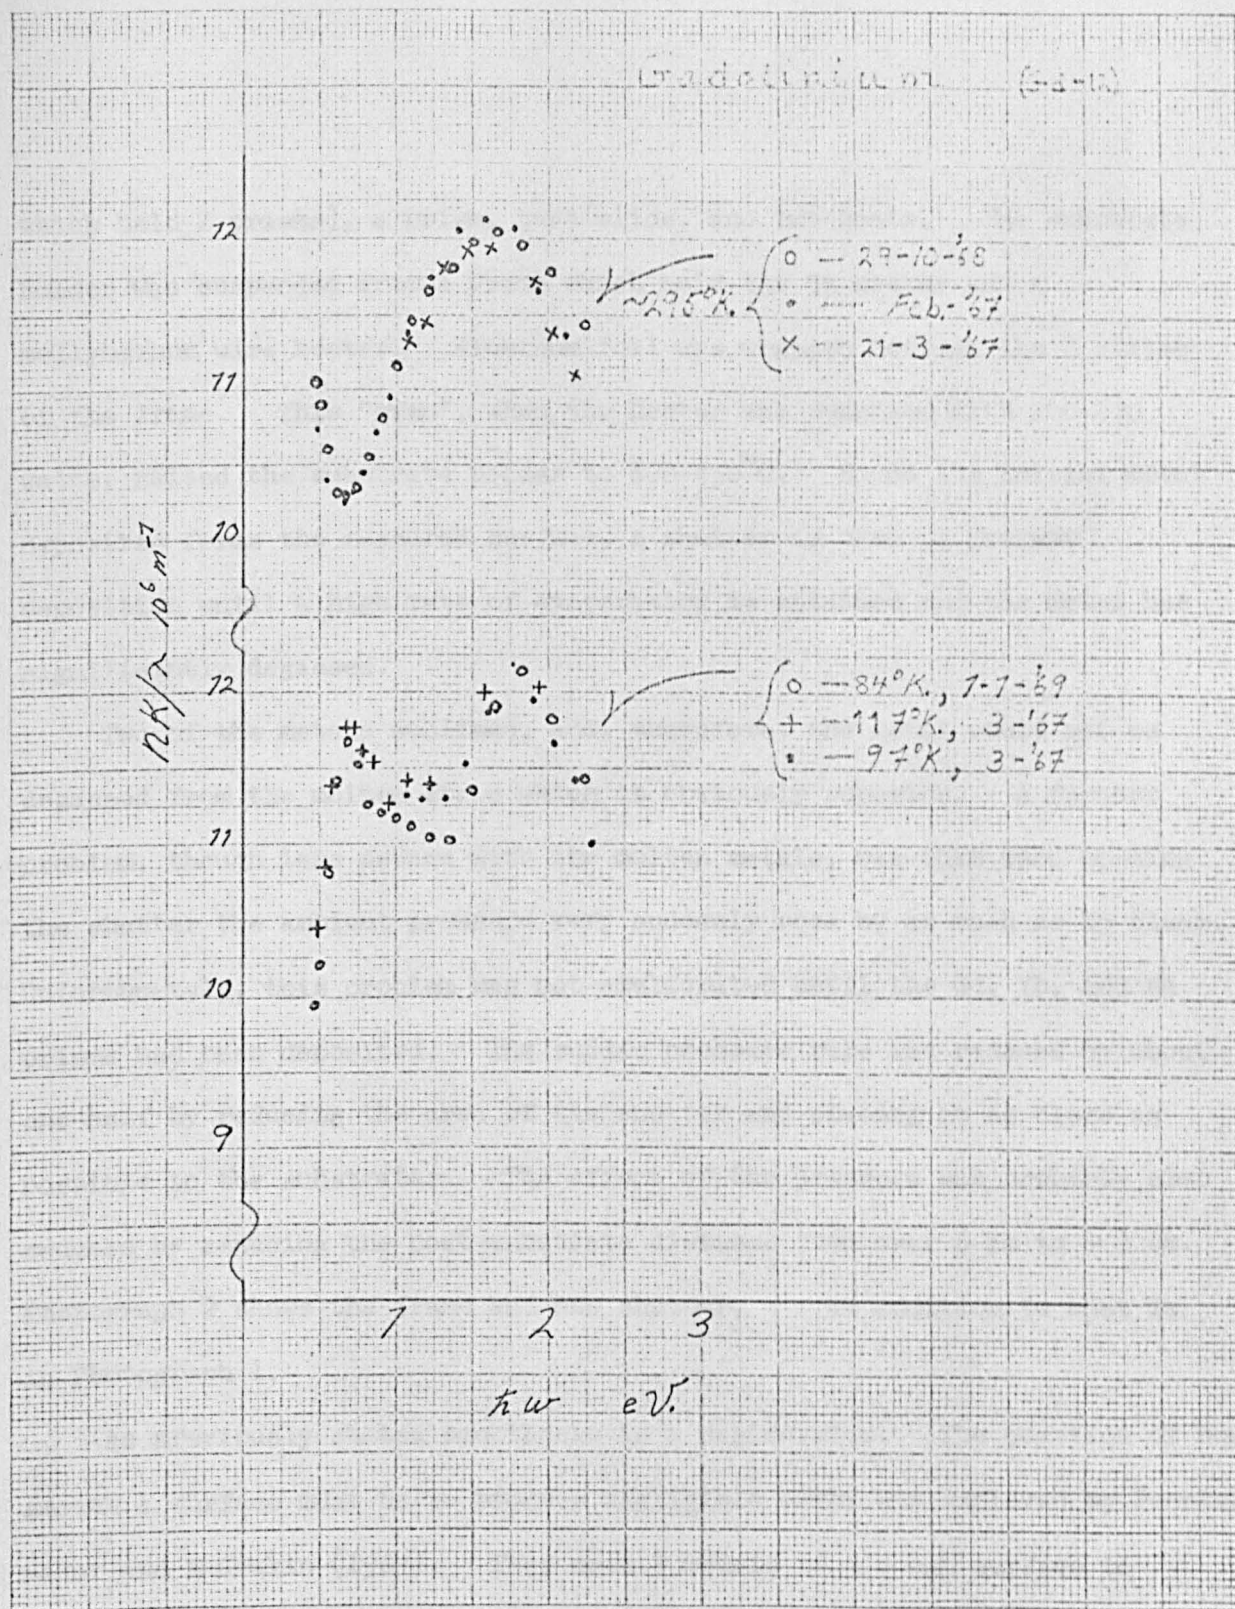 Gadolinium
12
11
10
nK/λ 10⁶ m⁻¹
~295°K.
o — 29-10-'68
• — Feb.-'67
x — 21-3-'67
12
11
10
9
o — 84°K., 1-1-'69
+ — 117°K., 3-'67
• — 97°K., 3-'67
1 2 3
ħω eV.